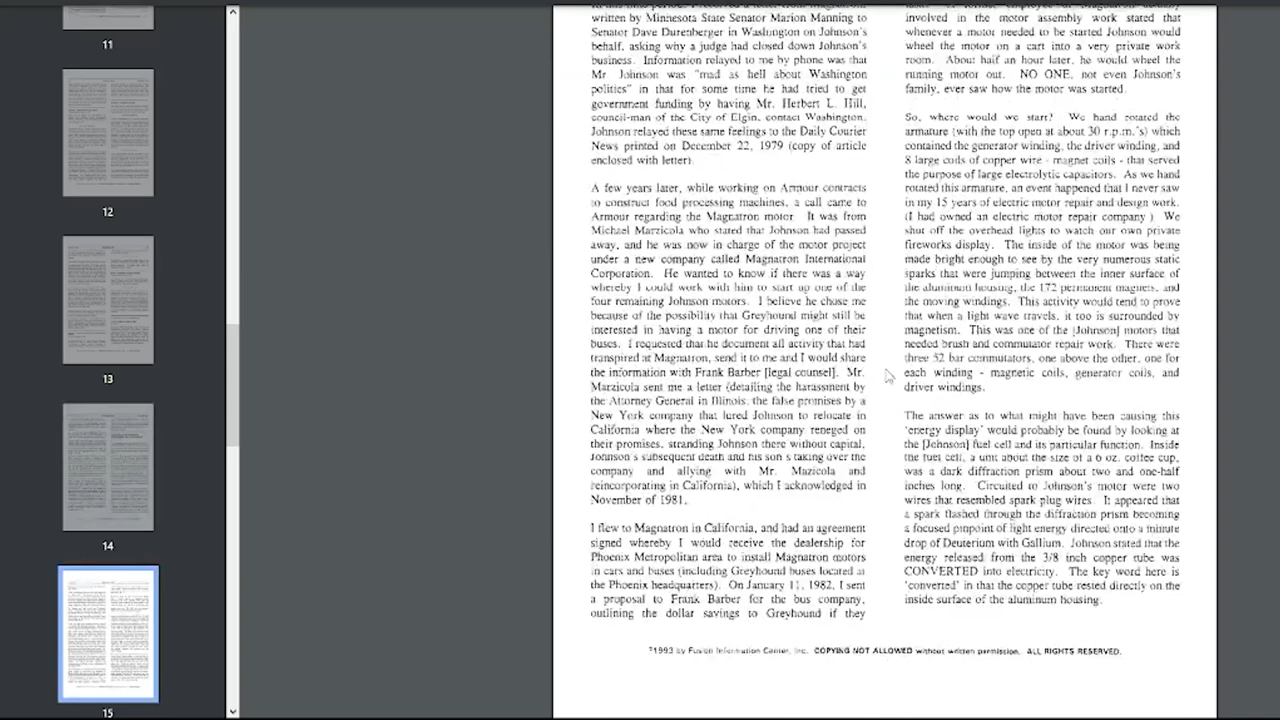 11
12
13
14
15
written by Minnesota State Senator Marion Manning to
Senator Dave Durenberger in Washington on Johnson's
behalf, asking why a judge had closed down Johnson's
business. Information relayed to me by phone was that
Mr Johnson was "mad as hell about Washington
politics" in that for some time he had tried to get
government funding by having Mr. Herbert L. Hill,
council-man of the City of Elgin, contact Washington.
Johnson relayed these same feelings to the Daily Courier
News printed on December 22, 1979 (copy of article
enclosed with letter).
A few years later, while working on Armour contracts
to construct food processing machines, a call came to
Armour regarding the Magnatron motor. It was from
Michael Marzicola who stated that Johnson had passed
away, and he was now in charge of the motor project
under a new company called Magnatron International
Corporation. He wanted to know if there was a way
whereby I could work with him to start up one of the
four remaining Johnson motors. I believe he chose me
because of the possibility that Greyhound might still be
interested in having a motor for driving one of their
buses. I requested that he document all activity that had
transpired at Magnatron, send it to me and I would share
the information with Frank Barber [legal counsel]. Mr.
Marzicola sent me a letter (detailing the harassment by
the Attorney General in Illinois, the false promises by a
New York company that lured Johnson to relocate in
California where the New York company reneged on
their promises, stranding Johnson there without capital,
Johnson's subsequent death and his son s taking over the
company and allying with Mr. Mazicola and
reincorporating in California), which I acknowledged in
November of 1981.
I flew to Magnatron in California, and had an agreement
signed whereby I would receive the dealership for
Phoenix Metropolitan area to install Magnatron motors
in cars and buses (including Greyhound buses located at
the Phoenix headquarters). On January 11, 1982, I sent
a proposal to Frank Barber for the bus company,
outlining the dollar savings to Greyhound if they
involved in the motor assembly work stated that
whenever a motor needed to be started Johnson would
wheel the motor on a cart into a very private work
room. About half an hour later, he would wheel the
running motor out. NO ONE, not even Johnson's
family, ever saw how the motor was started.
So, where would we start? We hand rotated the
armature (with the top open at about 30 r.p.m.'s) which
contained the generator winding, the driver winding, and
8 large coils of copper wire - magnet coils - that served
the purpose of large electrolytic capacitors. As we hand
rotated this armature, an event happened that I never saw
in my 15 years of electric motor repair and design work.
(I had owned an electric motor repair company ) We
shut off the overhead lights to watch our own private
fireworks display. The inside of the motor was being
made bright enough to see by the very numerous static
sparks that were jumping between the inner surface of
the aluminum housing, the 172 permanent magnets, and
the moving windings. This activity would tend to prove
that when a light wave travels, it too is surrounded by
magnetism. This was one of the [Johnson] motors that
needed brush and commutator repair work. There were
three 52 bar commutators, one above the other, one for
each winding - magnetic coils, generator coils, and
driver windings.
The answer as to what might have been causing this
'energy display' would probably be found by looking at
the [Johnson] fuel cell and its particular function. Inside
the fuel cell, a unit about the size of a 6 oz. coffee cup,
was a dark diffraction prism about two and one-half
inches long. Circuited to Johnson's motor were two
wires that resembled spark plug wires. It appeared that
a spark flashed through the diffraction prism becoming
a focused pinpoint of light energy directed onto a minute
drop of Deuterium with Gallium. Johnson stated that the
energy released from the 3/8 inch copper tube was
CONVERTED into electricity. The key word here is
'converted' in that the copper tube rested directly on the
inside surface of the aluminum housing.
©1993 by Fusion Information Center, Inc. COPYING NOT ALLOWED without written permission. ALL RIGHTS RESERVED.